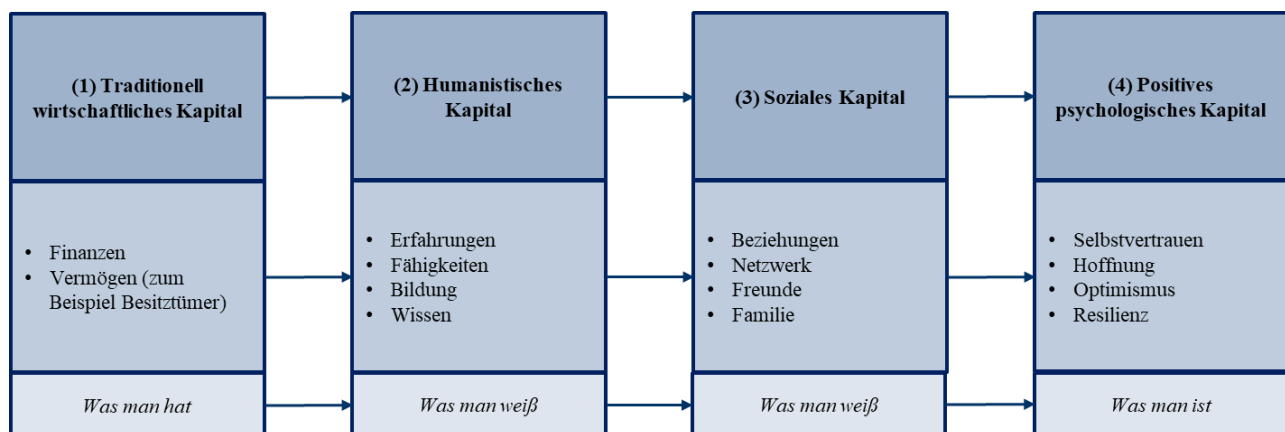 (1) Traditionell
wirtschaftliches Kapital
(2) Humanistisches
Kapital
(3) Soziales Kapital
(4) Positives
psychologisches Kapital
• Finanzen
• Vermögen (zum
Beispiel Besitztümer)
• Erfahrungen
• Fähigkeiten
• Bildung
• Wissen
• Beziehungen
• Netzwerk
• Freunde
• Familie
• Selbstvertrauen
• Hoffnung
• Optimismus
• Resilienz
Was man hat
Was man weiß
Was man weiß
Was man ist